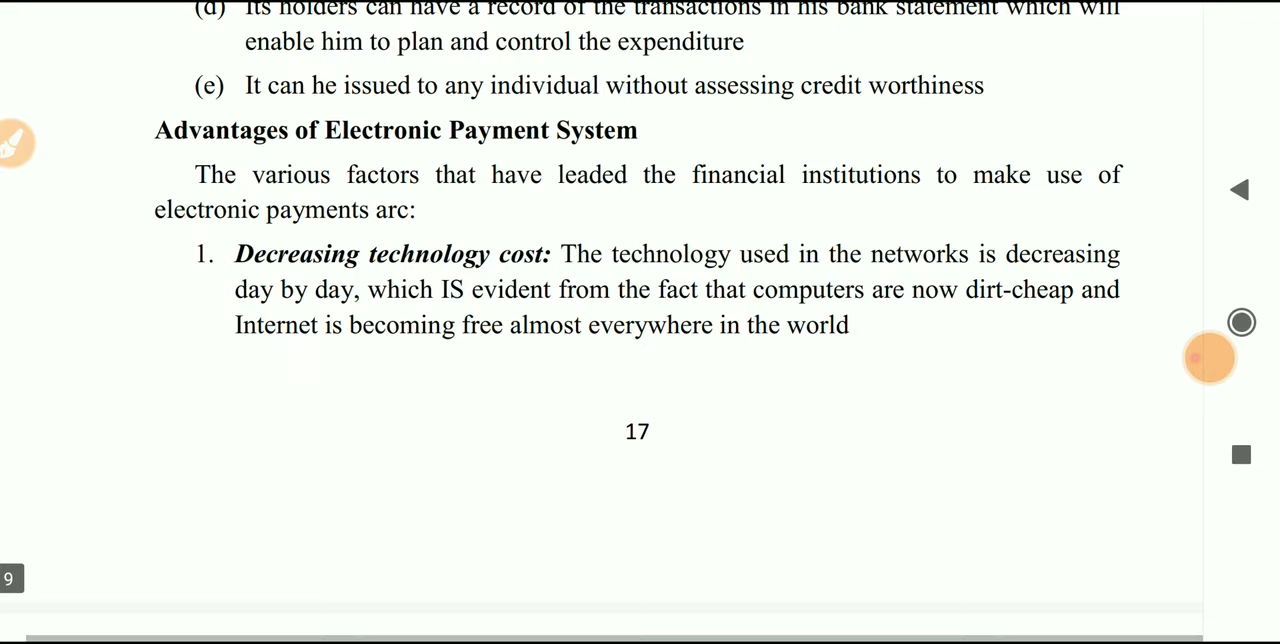 (d) Its holders can have a record of the transactions in his bank statement which will
enable him to plan and control the expenditure
(e) It can he issued to any individual without assessing credit worthiness
Advantages of Electronic Payment System
The various factors that have leaded the financial institutions to make use of
electronic payments arc:
1. Decreasing technology cost: The technology used in the networks is decreasing
day by day, which IS evident from the fact that computers are now dirt-cheap and
Internet is becoming free almost everywhere in the world
17
9